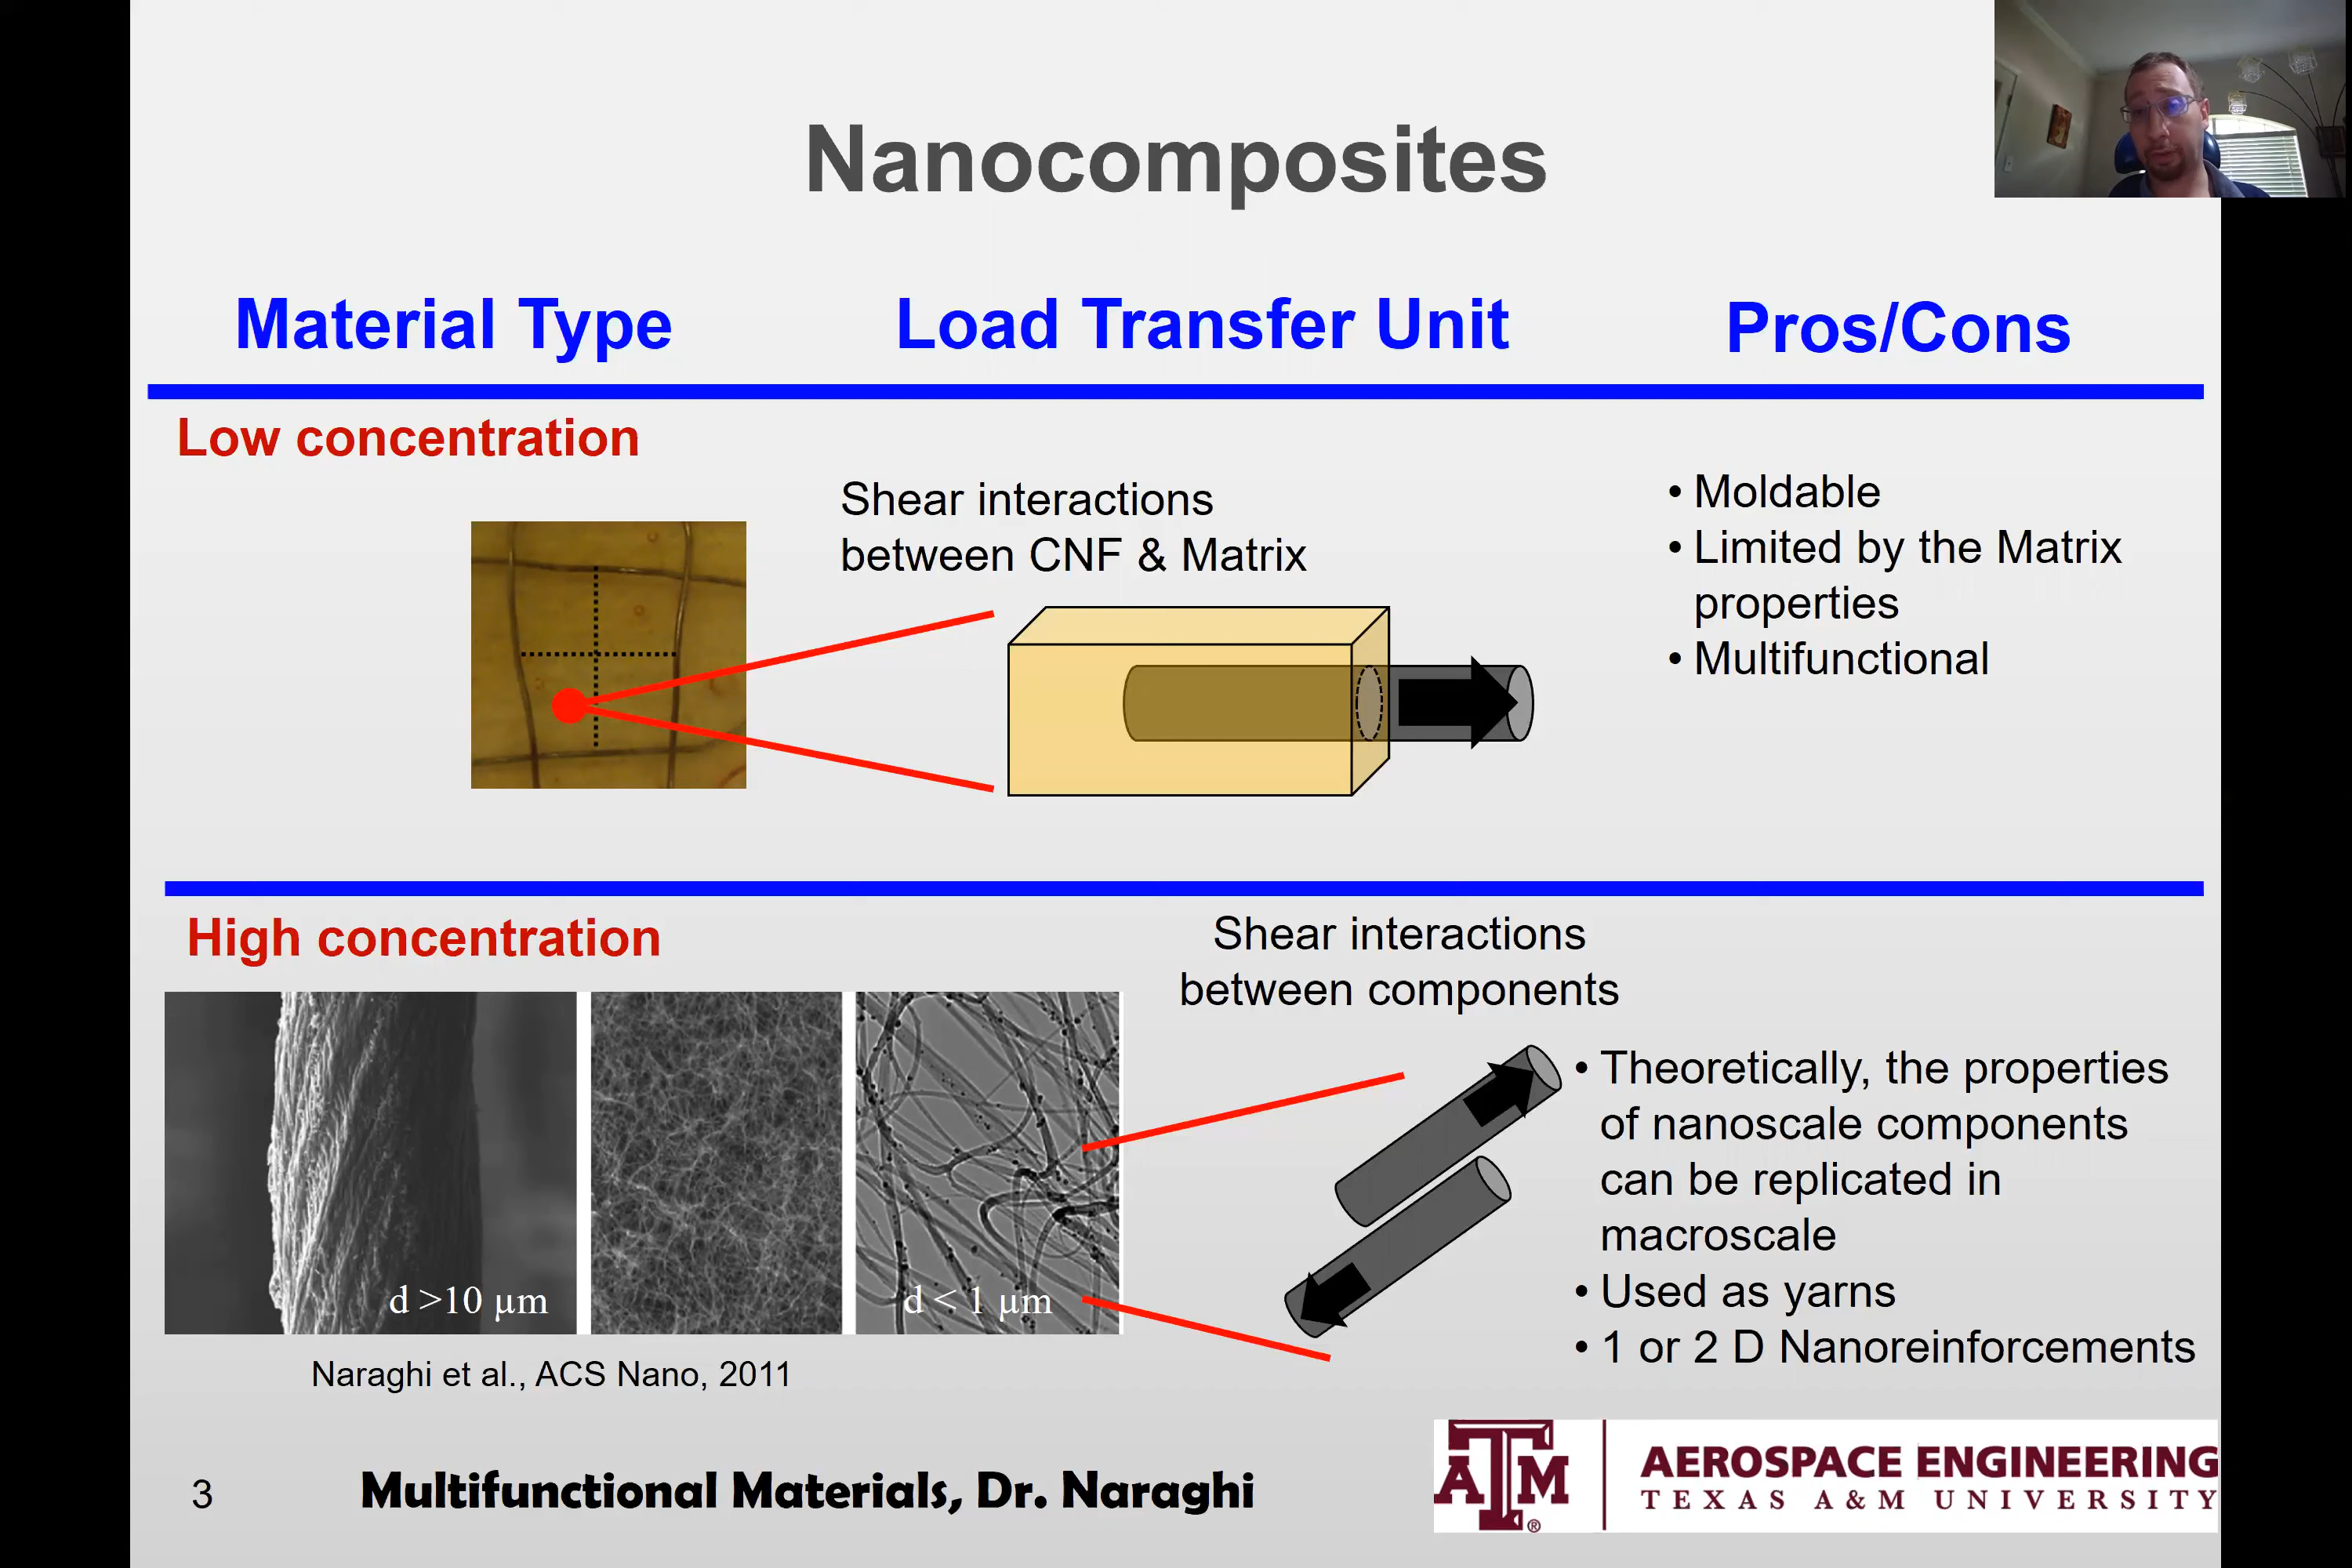 Nanocomposites
Material Type
Load Transfer Unit
Pros/Cons
Low concentration
Shear interactions
between CNF & Matrix
• Moldable
• Limited by the Matrix
properties
• Multifunctional
High concentration
Shear interactions
between components
d >10 µm
d < 1 µm
Naraghi et al., ACS Nano, 2011
• Theoretically, the properties
of nanoscale components
can be replicated in
macroscale
• Used as yarns
• 1 or 2 D Nanoreinforcements
3
Multifunctional Materials, Dr. Naraghi
ATM ®
AEROSPACE ENGINEERING
TEXAS A&M UNIVERSITY